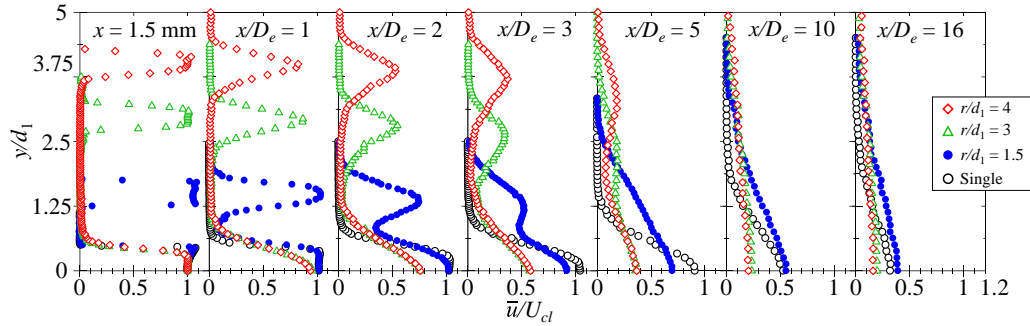 5
3.75
2.5
1.25
0
y/d₁
x = 1.5 mm
x/Dₑ = 1
x/Dₑ = 2
x/Dₑ = 3
x/Dₑ = 5
x/Dₑ = 10
x/Dₑ = 16
r/d₁ = 4
r/d₁ = 3
r/d₁ = 1.5
Single
0 0.5 1 0 0.5 1 0 0.5 1 0 0.5 1 0 0.5 1 0 0.5 1 0 0.4 1.2
u̅/U_cl